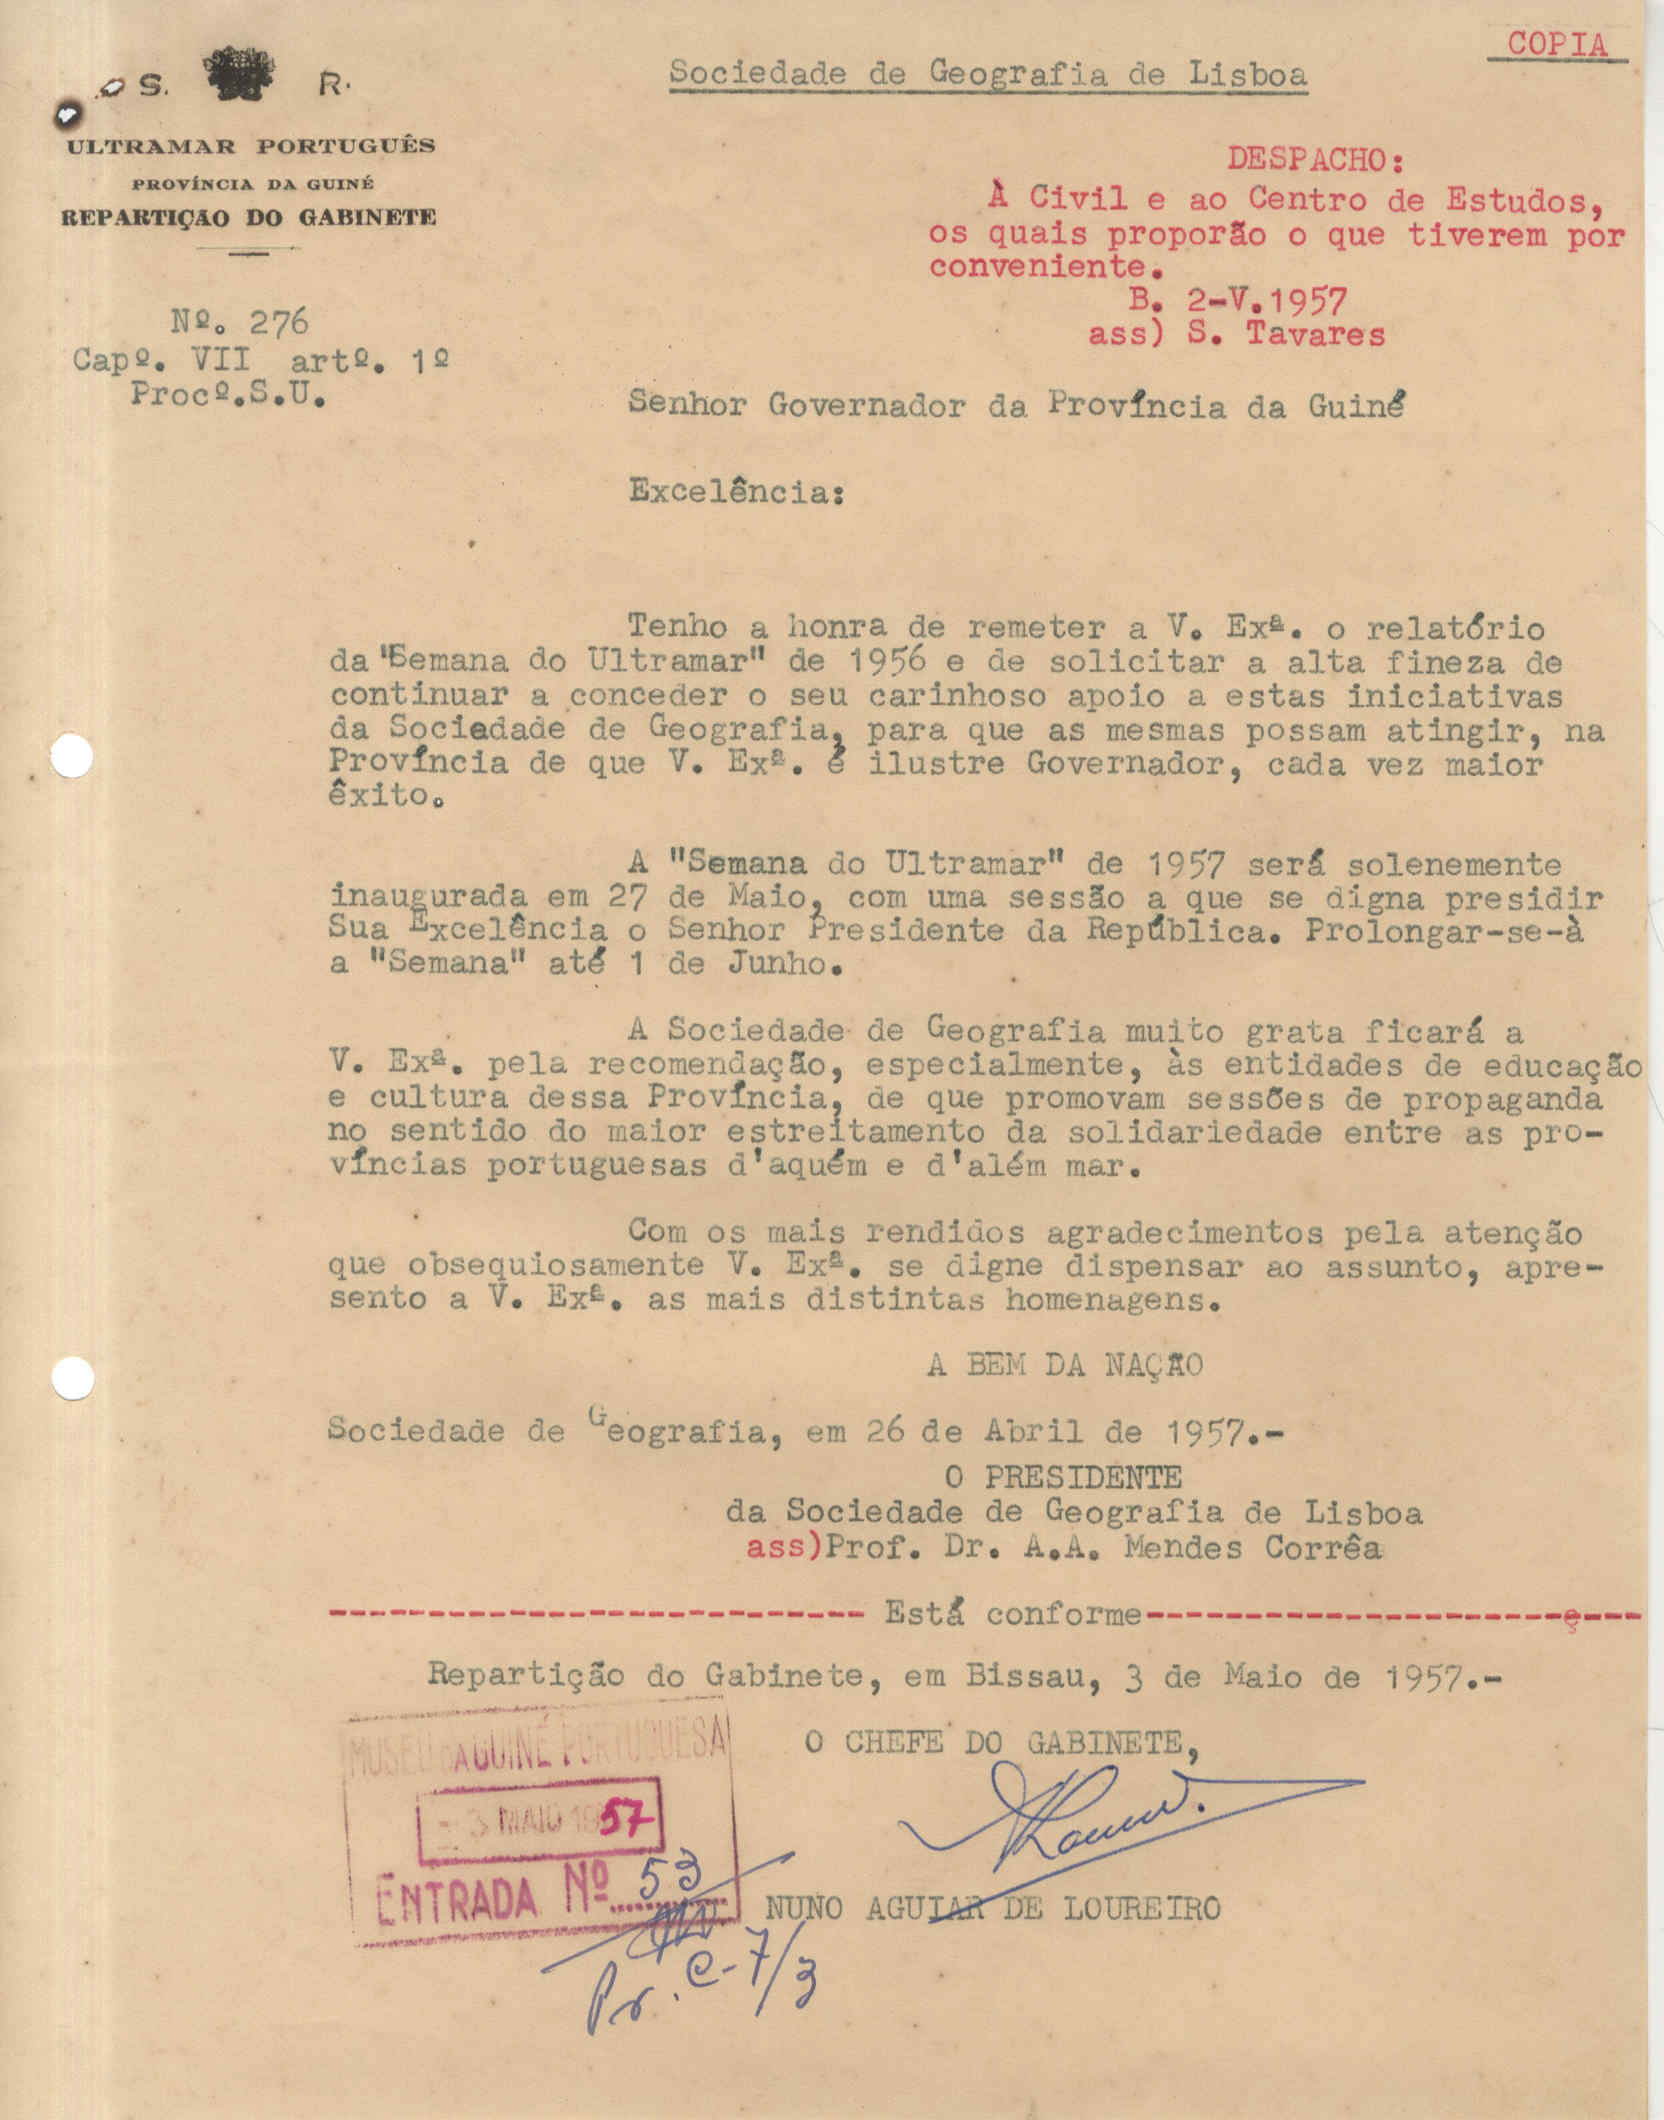 COPIA
S. R.
Sociedade de Geografia de Lisboa
ULTRAMAR PORTUGUÊS
PROVÍNCIA DA GUINÉ
REPARTIÇÃO DO GABINETE
DESPACHO:
À Civil e ao Centro de Estudos,
os quais proporão o que tiverem por
conveniente.
B. 2-V.1957
ass) S. Tavares
Nº. 276
Capº. VII artº. 1º
Procº.S.U.
Senhor Governador da Província da Guiné
Excelência:
Tenho a honra de remeter a V. Exª. o relatório
da "Semana do Ultramar" de 1956 e de solicitar a alta fineza de
continuar a conceder o seu carinhoso apoio a estas iniciativas
da Sociedade de Geografia, para que as mesmas possam atingir, na
Província de que V. Exª. é ilustre Governador, cada vez maior
êxito.
A "Semana do Ultramar" de 1957 será solenemente
inaugurada em 27 de Maio, com uma sessão a que se digna presidir
Sua Excelência o Senhor Presidente da República. Prolongar-se-à
a "Semana" até 1 de Junho.
A Sociedade de Geografia muito grata ficará a
V. Exª. pela recomendação, especialmente, às entidades de educação
e cultura dessa Província, de que promovam sessões de propaganda
no sentido do maior estreitamento da solidariedade entre as pro-
víncias portuguesas d'aquém e d'além mar.
Com os mais rendidos agradecimentos pela atenção
que obsequiosamente V. Exª. se digne dispensar ao assunto, apre-
sento a V. Exª. as mais distintas homenagens.
A BEM DA NAÇÃO
Sociedade de Geografia, em 26 de Abril de 1957.-
O PRESIDENTE
da Sociedade de Geografia de Lisboa
ass)Prof. Dr. A.A. Mendes Corrêa
--------------------------- Está conforme---------------------ç---
Repartição do Gabinete, em Bissau, 3 de Maio de 1957.-
O CHEFE DO GABINETE,
MUSEU DA GUINÉ PORTUGUESA
- 3 MAIO 1957
ENTRADA Nº 53
NUNO AGUIAR DE LOUREIRO
Pr. C-7/3